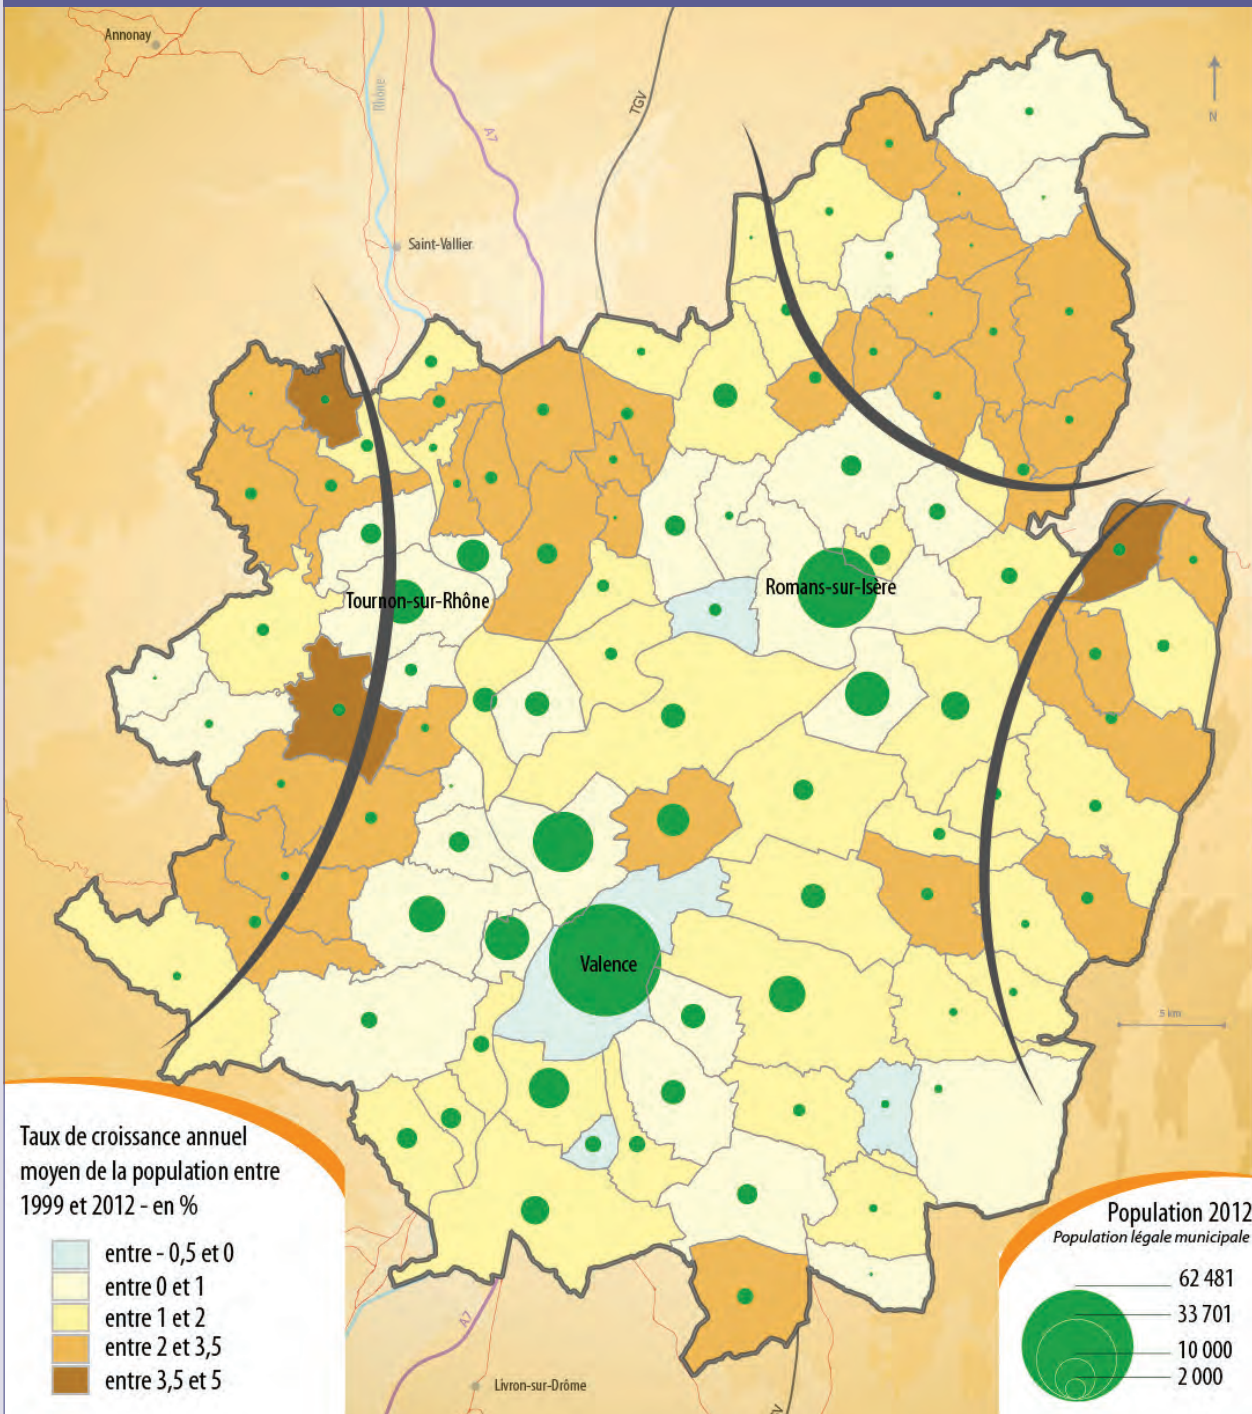 Annonay
Rhône
A7
TGV
N
Saint-Vallier
Romans-sur-Isère
Tournon-sur-Rhône
Valence
5 km
Taux de croissance annuel
moyen de la population entre
1999 et 2012 - en %
entre - 0,5 et 0
entre 0 et 1
entre 1 et 2
entre 2 et 3,5
entre 3,5 et 5
Population 2012
Population légale municipale
62 481
33 701
10 000
2 000
A7
Livron-sur-Drôme